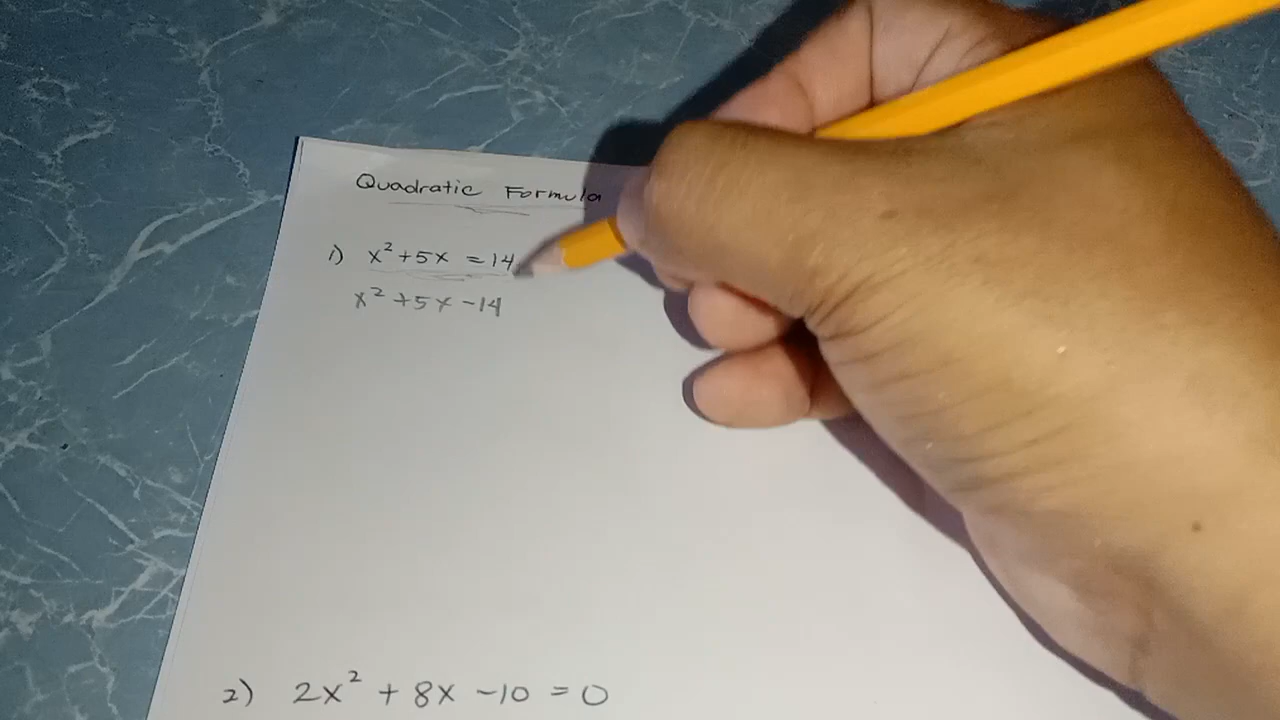 Quadratic Formula
1) x² + 5x = 14
x² + 5x - 14
2) 2x² + 8x - 10 = 0